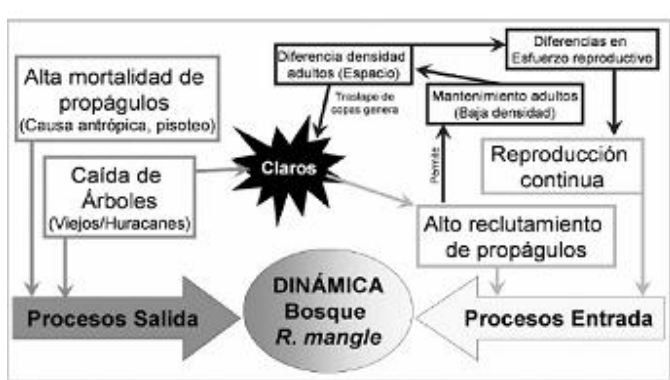 Alta mortalidad de
propágulos
(Causa antrópica, pisoteo)
Caída de
Árboles
(Viejos/Huracanes)
Diferencia densidad
adultos (Espacio)
Traslape de
copas genera
Claros
Diferencias en
Esfuerzo reproductivo
Mantenimiento adultos
(Baja densidad)
Permite
Reproducción
continua
Alto reclutamiento
de propágulos
Procesos Salida
DINÁMICA
Bosque
R. mangle
Procesos Entrada